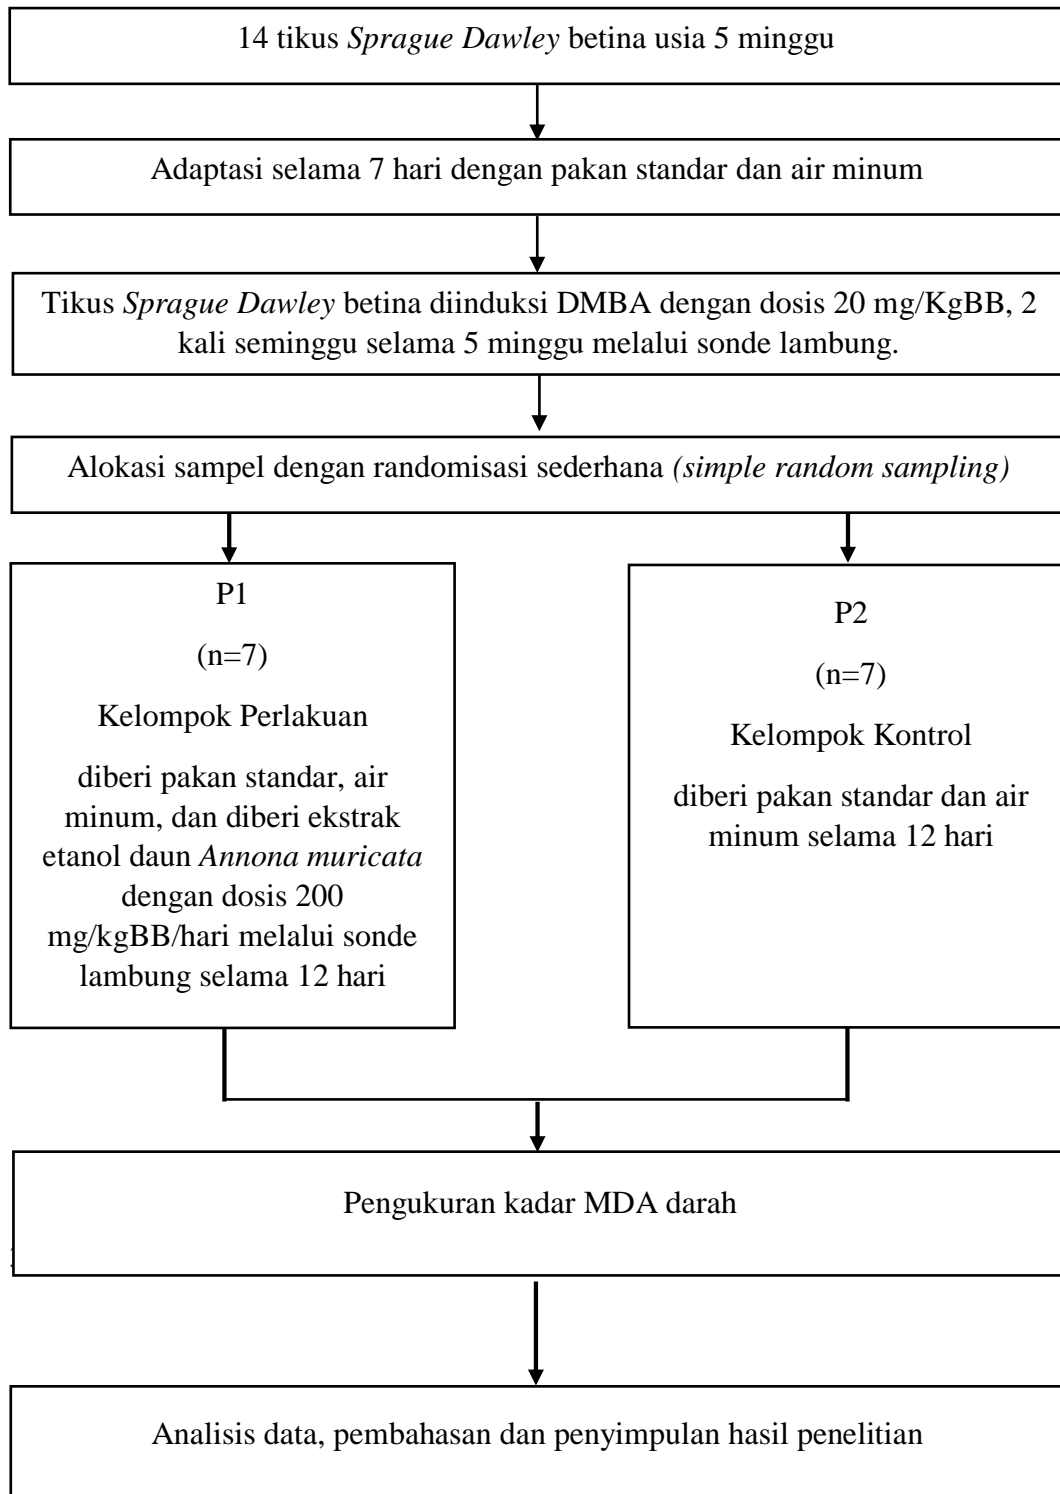 14 tikus Sprague Dawley betina usia 5 minggu
Adaptasi selama 7 hari dengan pakan standar dan air minum
Tikus Sprague Dawley betina diinduksi DMBA dengan dosis 20 mg/KgBB, 2
kali seminggu selama 5 minggu melalui sonde lambung.
Alokasi sampel dengan randomisasi sederhana (simple random sampling)
P1
(n=7)
Kelompok Perlakuan
diberi pakan standar, air
minum, dan diberi ekstrak
etanol daun Annona muricata
dengan dosis 200
mg/kgBB/hari melalui sonde
lambung selama 12 hari
P2
(n=7)
Kelompok Kontrol
diberi pakan standar dan air
minum selama 12 hari
Pengukuran kadar MDA darah
Analisis data, pembahasan dan penyimpulan hasil penelitian